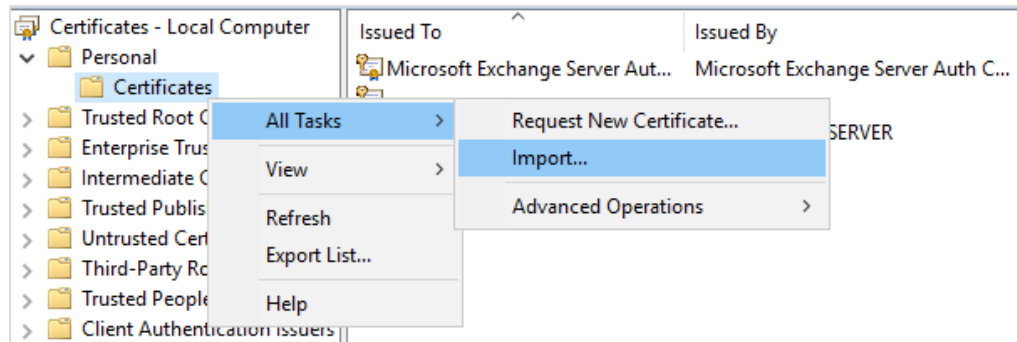 Certificates - Local Computer
Personal
Certificates
Trusted Root C
Enterprise Trus
Intermediate C
Trusted Publis
Untrusted Cert
Third-Party Ro
Trusted People
Client Authentication Issuers
Issued To
Issued By
Microsoft Exchange Server Aut...
Microsoft Exchange Server Auth C...
SERVER
All Tasks
View
Refresh
Export List...
Help
Request New Certificate...
Import...
Advanced Operations